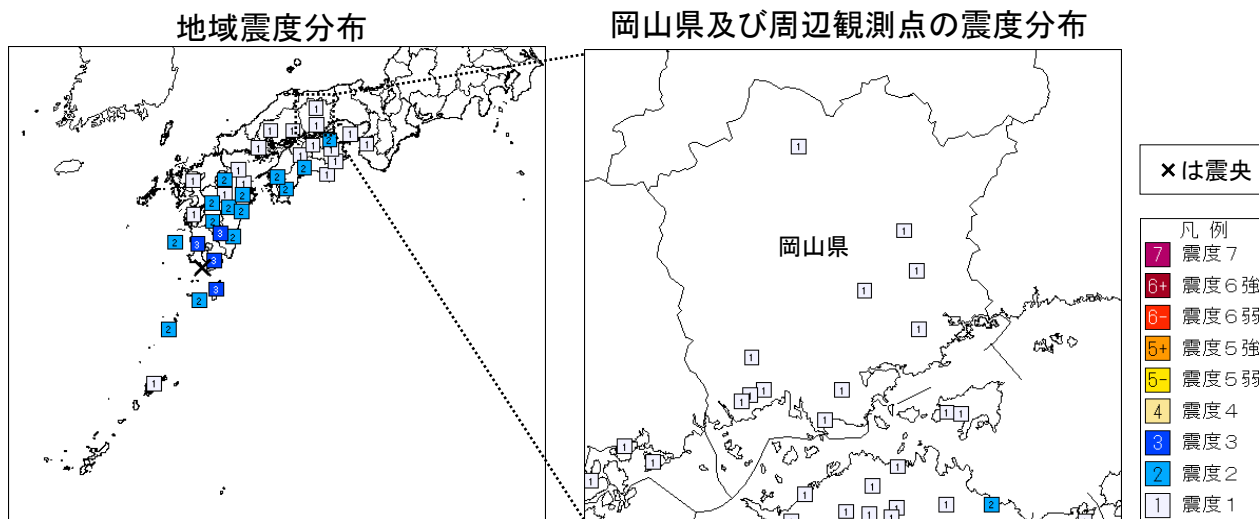 地域震度分布
岡山県及び周辺観測点の震度分布
岡山県
×は震央
凡 例
7 震度7
6+ 震度6強
6- 震度6弱
5+ 震度5強
5- 震度5弱
4 震度4
3 震度3
2 震度2
1 震度1